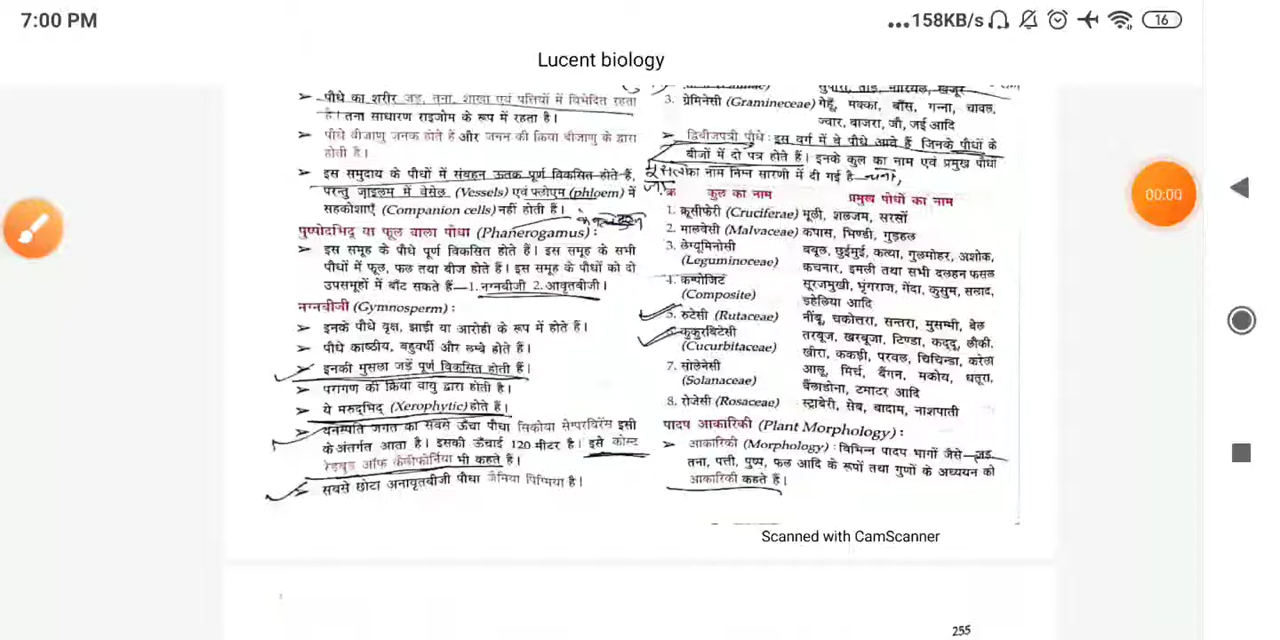 7:00 PM
...158KB/s
16
Lucent biology
00:00
➢ पौधे का शरीर जड़, तना, शाखा एवं पत्तियों में विभेदित रहता
है। तना साधारण राइजोम के रूप में रहता है।
➢ पौधे बीजाणु जनक होते हैं और जनन की क्रिया बीजाणु के द्वारा
होती है।
➢ इस समुदाय के पौधों में संवहन ऊतक पूर्ण विकसित होते हैं,
परन्तु जाइलम में वेसेल (Vessels) एवं फ्लोएम (phloem) में
सहकोशाएँ (Companion cells) नहीं होती हैं।
पुष्पोदभिद् या फूल वाला पौधा (Phanerogamus) :
➢ इस समूह के पौधे पूर्ण विकसित होते हैं। इस समूह के सभी
पौधों में फूल, फल तथा बीज होते हैं। इस समूह के पौधों को दो
उपसमूहों में बाँट सकते हैं—1. नग्नबीजी 2. आवृतबीजी।
नग्नबीजी (Gymnosperm) :
➢ इनके पौधे वृक्ष, झाड़ी या आरोही के रूप में होते हैं।
➢ पौधे काष्ठीय, बहुवर्षी और लम्बे होते हैं।
➢ इनकी मुसला जड़ें पूर्ण विकसित होती हैं।
➢ परागण की क्रिया वायु द्वारा होती है।
➢ ये मरुद्भिद् (Xerophytic) होते हैं।
➢ वनस्पति जगत का सबसे ऊँचा पौधा सिकोया सेम्परविरेंस इसी
के अंतर्गत आता है। इसकी ऊँचाई 120 मीटर है। इसे कोस्ट
रेडवुड ऑफ कैलीफोर्निया भी कहते हैं।
➢ सबसे छोटा अनावृतबीजी पौधा जैमिया पिग्मिया है।
सुपारी, ताड़, नारियल, खजूर
3. ग्रेमिनेसी (Gramineceae) गेहूँ, मक्का, बाँस, गन्ना, चावल,
ज्वार, बाजरा, जौ, जई आदि
➢ द्विबीजपत्री पौधे : इस वर्ग में वे पौधे आते हैं, जिनके पौधों के
बीजों में दो पत्र होते हैं। इनके कुल का नाम एवं प्रमुख पौधों
का नाम निम्न सारणी में दी गई है—
क्र कुल का नाम प्रमुख पौधों का नाम
1. क्रूसीफेरी (Cruciferae) मूली, शलजम, सरसों
2. मालवेसी (Malvaceae) कपास, भिण्डी, गुड़हल
3. लेग्यूमिनोसी बबूल, छुईमुई, कत्था, गुलमोहर, अशोक,
(Leguminoceae) कचनार, इमली तथा सभी दलहन फसल
4. कम्पोजिटे सूरजमुखी, भृंगराज, गेंदा, कुसुम, सलाद,
(Composite) डहेलिया आदि
5. रुटेसी (Rutaceae) नींबू, चकोतरा, सन्तरा, मुसम्मी, बेल
6. कुकुरबिटेसी तरबूज, खरबूजा, टिण्डा, कद्दू, लौकी,
(Cucurbitaceae) खीरा, ककड़ी, परवल, चिचिन्डा, करेला
7. सोलेनेसी आलू, मिर्च, बैंगन, मकोय, धतूरा,
(Solanaceae) बैलाडोना, टमाटर आदि
8. रोजेसी (Rosaceae) स्ट्राबेरी, सेब, बादाम, नाशपाती
पादप आकारिकी (Plant Morphology) :
➢ आकारिकी (Morphology) : विभिन्न पादप भागों जैसे—जड़,
तना, पत्ती, पुष्प, फल आदि के रूपों तथा गुणों के अध्ययन को
आकारिकी कहते हैं।
Scanned with CamScanner
255